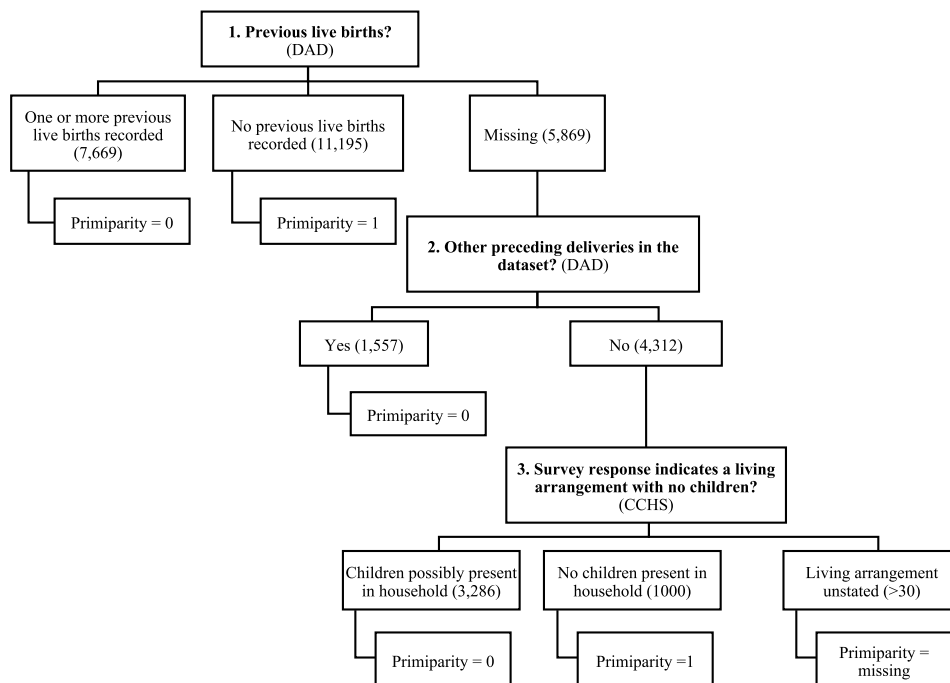 1. Previous live births?
(DAD)
One or more previous
live births recorded
(7,669)
No previous live births
recorded (11,195)
Missing (5,869)
Primiparity = 0
Primiparity = 1
2. Other preceding deliveries in the
dataset? (DAD)
Yes (1,557)
No (4,312)
Primiparity = 0
3. Survey response indicates a living
arrangement with no children?
(CCHS)
Children possibly present
in household (3,286)
No children present in
household (1000)
Living arrangement
unstated (>30)
Primiparity = 0
Primiparity =1
Primiparity =
missing